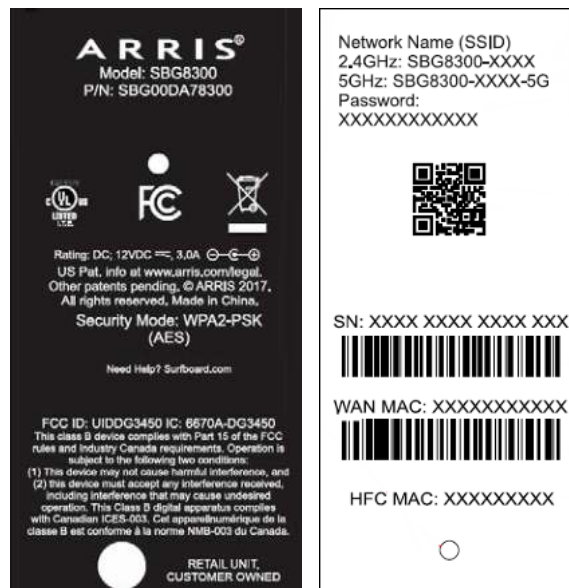 ARRIS®
Model: SBG8300
P/N: SBG00DA78300
C UL US
LISTED
I.T.E.
FC
Rating: DC; 12VDC ⎓, 3.0A
US Pat. info at www.arris.com/legal.
Other patents pending. © ARRIS 2017.
All rights reserved. Made in China.
Security Mode: WPA2-PSK
(AES)
Need Help? Surfboard.com
FCC ID: UIDDG3450 IC: 6670A-DG3450
This class B device complies with Part 15 of the FCC
rules and Industry Canada requirements. Operation is
subject to the following two conditions:
(1) This device may not cause harmful interference, and
(2) this device must accept any interference received,
including interference that may cause undesired
operation. This Class B digital apparatus complies
with Canadian ICES-003. Cet appareilnumérique de la
classe B est conforme à la norme NMB-003 du Canada.
RETAIL UNIT,
CUSTOMER OWNED
Network Name (SSID)
2.4GHz: SBG8300-XXXX
5GHz: SBG8300-XXXX-5G
Password:
XXXXXXXXXXXX
SN: XXXX XXXX XXXX XXX
WAN MAC: XXXXXXXXXXX
HFC MAC: XXXXXXXXX